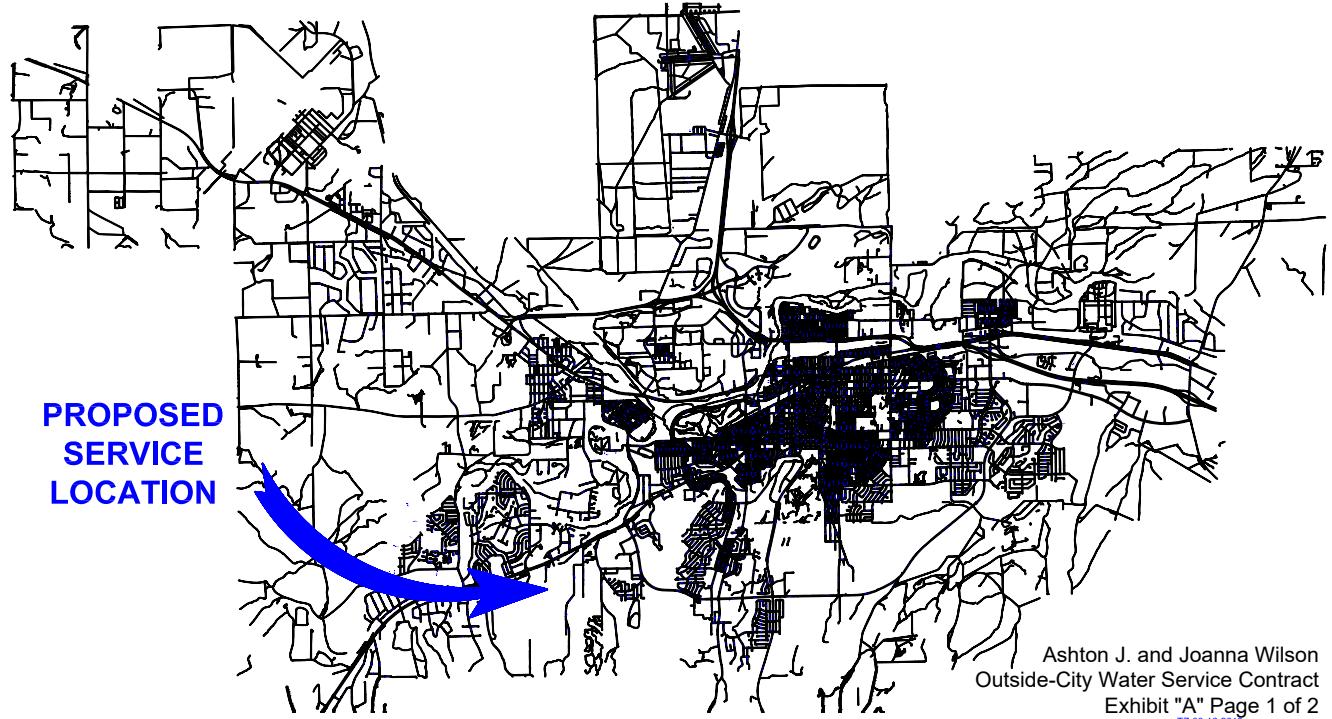 PROPOSED
SERVICE
LOCATION
Ashton J. and Joanna Wilson
Outside-City Water Service Contract
Exhibit "A" Page 1 of 2